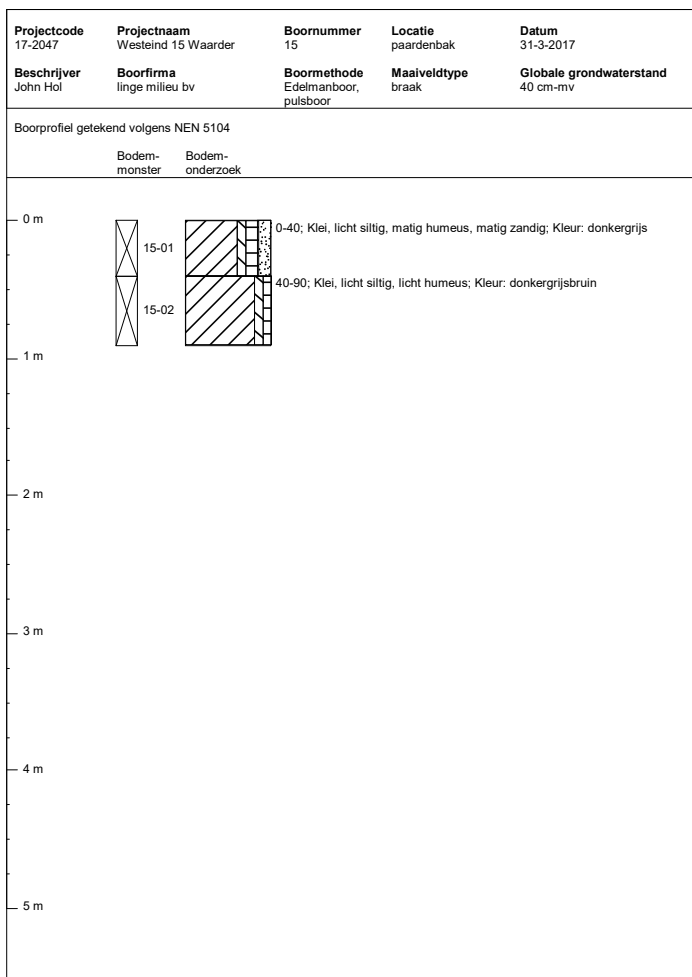 Projectcode Projectnaam Boornummer Locatie Datum
17-2047 Westeind 15 Waarder 15 paardenbak 31-3-2017
Beschrijver Boorfirma Boormethode Maaiveldtype Globale grondwaterstand
John Hol linge milieu bv Edelmanboor, braak 40 cm-mv
pulsboor
Boorprofiel getekend volgens NEN 5104
Bodem- Bodem-
monster onderzoek
0 m
0-40; Klei, licht siltig, matig humeus, matig zandig; Kleur: donkergrijs
15-01
40-90; Klei, licht siltig, licht humeus; Kleur: donkergrijsbruin
15-02
1 m
2 m
3 m
4 m
5 m